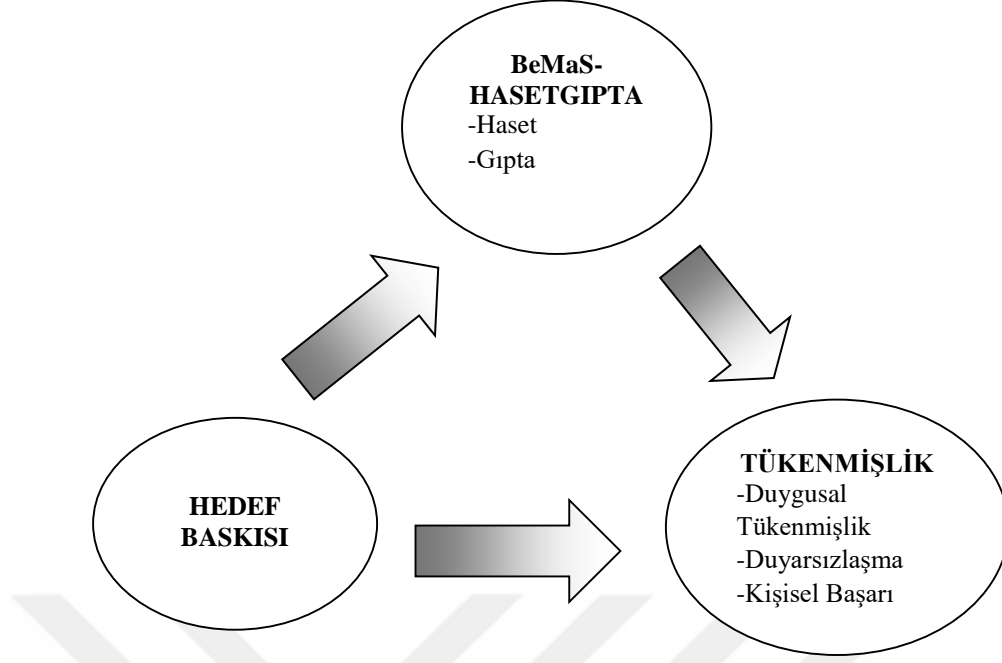 BeMaS-
HASETGIPTA
-Haset
-Gıpta
HEDEF
BASKISI
TÜKENMİŞLİK
-Duygusal
Tükenmişlik
-Duyarsızlaşma
-Kişisel Başarı